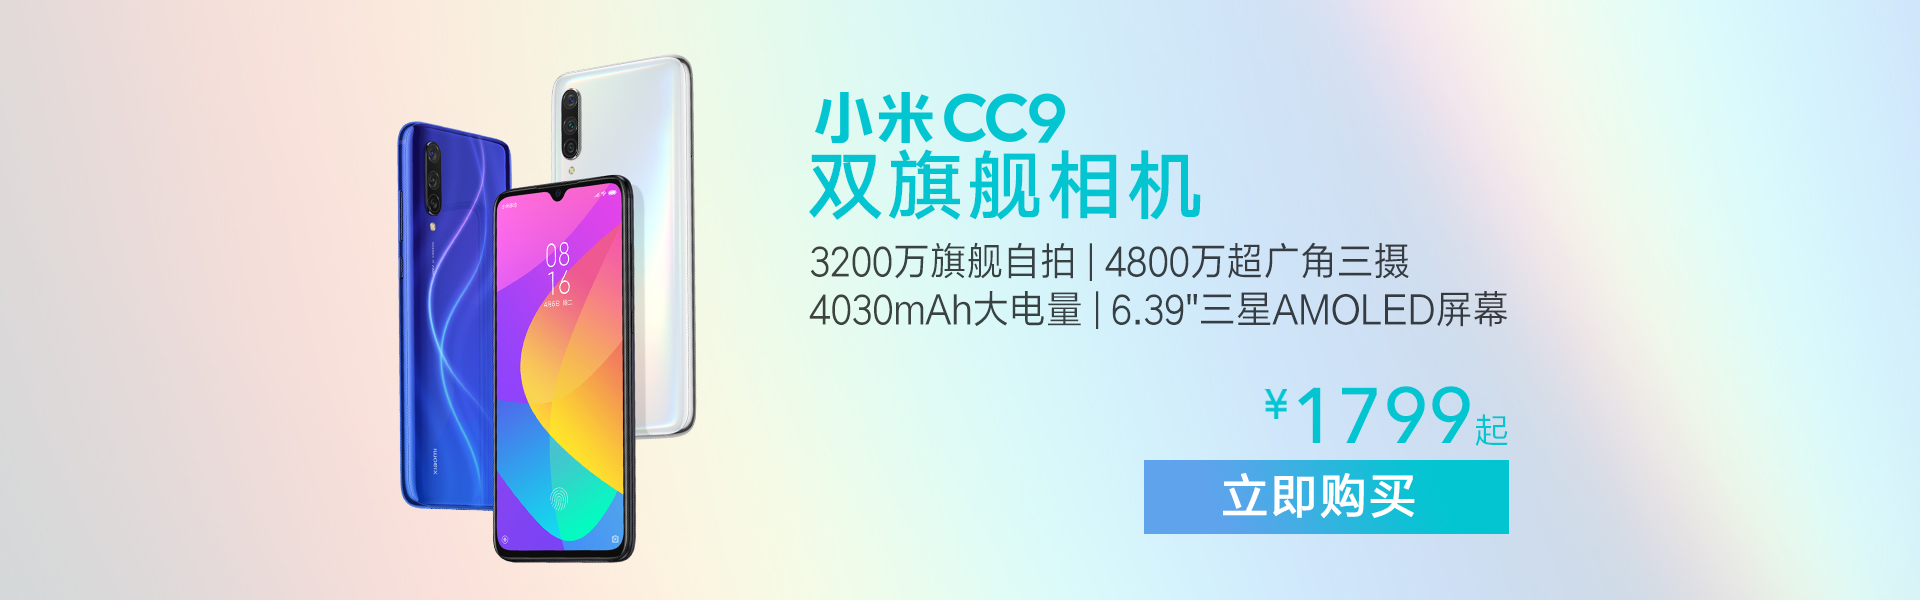 小米CC9
双旗舰相机
3200万旗舰自拍 | 4800万超广角三摄
4030mAh大电量 | 6.39"三星AMOLED屏幕
¥1799起
立即购买
08
16
xiaomi